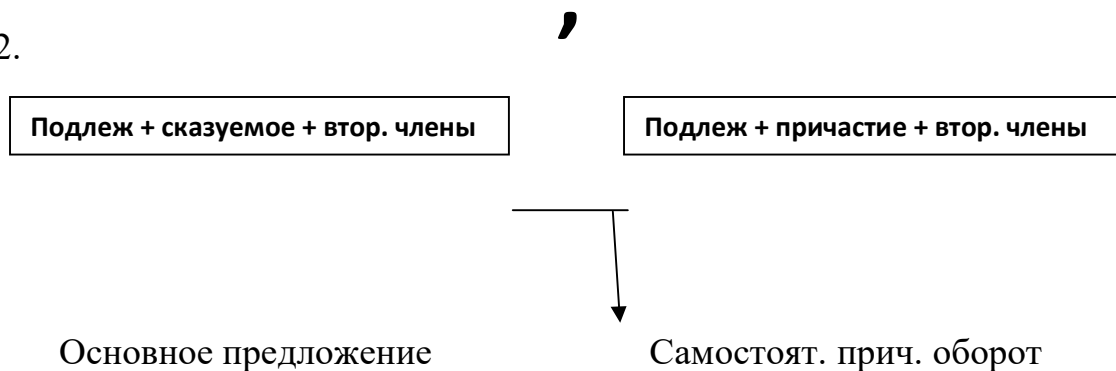 ,
2.
Подлеж + сказуемое + втор. члены Подлеж + причастие + втор. члены
Основное предложение Самостоят. прич. оборот